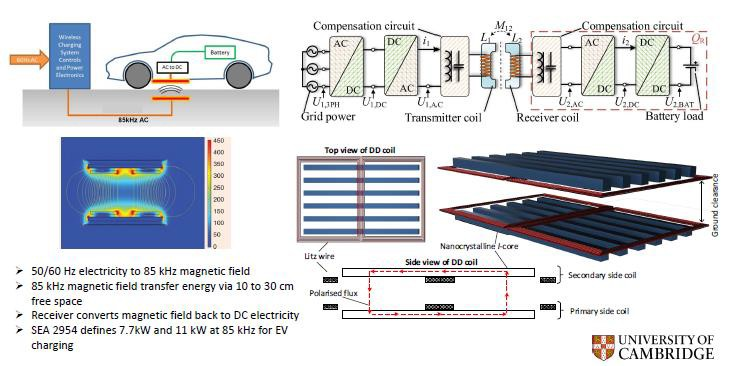 Wireless
Charging
System
Controls
and Power
Electronics
60Hz AC
Battery
AC to DC
85kHz AC
Compensation circuit
M12
Compensation circuit
L1
L2
i1
i2
QR
AC
DC
DC
AC
AC
DC
DC
DC
U1,3PH
U1,DC
U1,AC
U2,AC
U2,DC
U2,BAT
Grid power
Transmitter coil
Receiver coil
Battery load
450
400
350
300
250
200
150
100
50
0
Top view of DD coil
Litz wire
Nanocrystalline I-core
Ground clearance
Side view of DD coil
Polarised flux
Secondary side coil
Primary side coil
➢ 50/60 Hz electricity to 85 kHz magnetic field
➢ 85 kHz magnetic field transfer energy via 10 to 30 cm
free space
➢ Receiver converts magnetic field back to DC electricity
➢ SEA 2954 defines 7.7kW and 11 kW at 85 kHz for EV
charging
UNIVERSITY OF
CAMBRIDGE